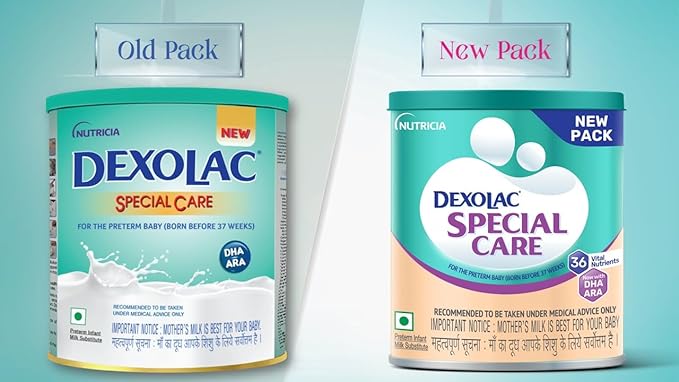 Old Pack
New Pack
NUTRICIA
NEW
DEXOLAC
SPECIAL CARE
FOR THE PRETERM BABY (BORN BEFORE 37 WEEKS)
DHA
ARA
RECOMMENDED TO BE TAKEN
UNDER MEDICAL ADVICE ONLY
IMPORTANT NOTICE : MOTHER'S MILK IS BEST FOR YOUR BABY
महत्वपूर्ण सूचना : माँ का दूध आपके शिशु के लिये सर्वोत्तम है ।
Preterm Infant
Milk Substitute
NUTRICIA
NEW
PACK
DEXOLAC
SPECIAL
CARE
FOR THE PRETERM BABY (BORN BEFORE 37 WEEKS)
36 Vital
Nutrients
New with
DHA
ARA
RECOMMENDED TO BE TAKEN UNDER MEDICAL ADVICE ONLY
IMPORTANT NOTICE : MOTHER'S MILK IS BEST FOR YOUR BABY
महत्वपूर्ण सूचना : माँ का दूध आपके शिशु के लिये सर्वोत्तम है ।
Preterm Infant
Milk Substitute